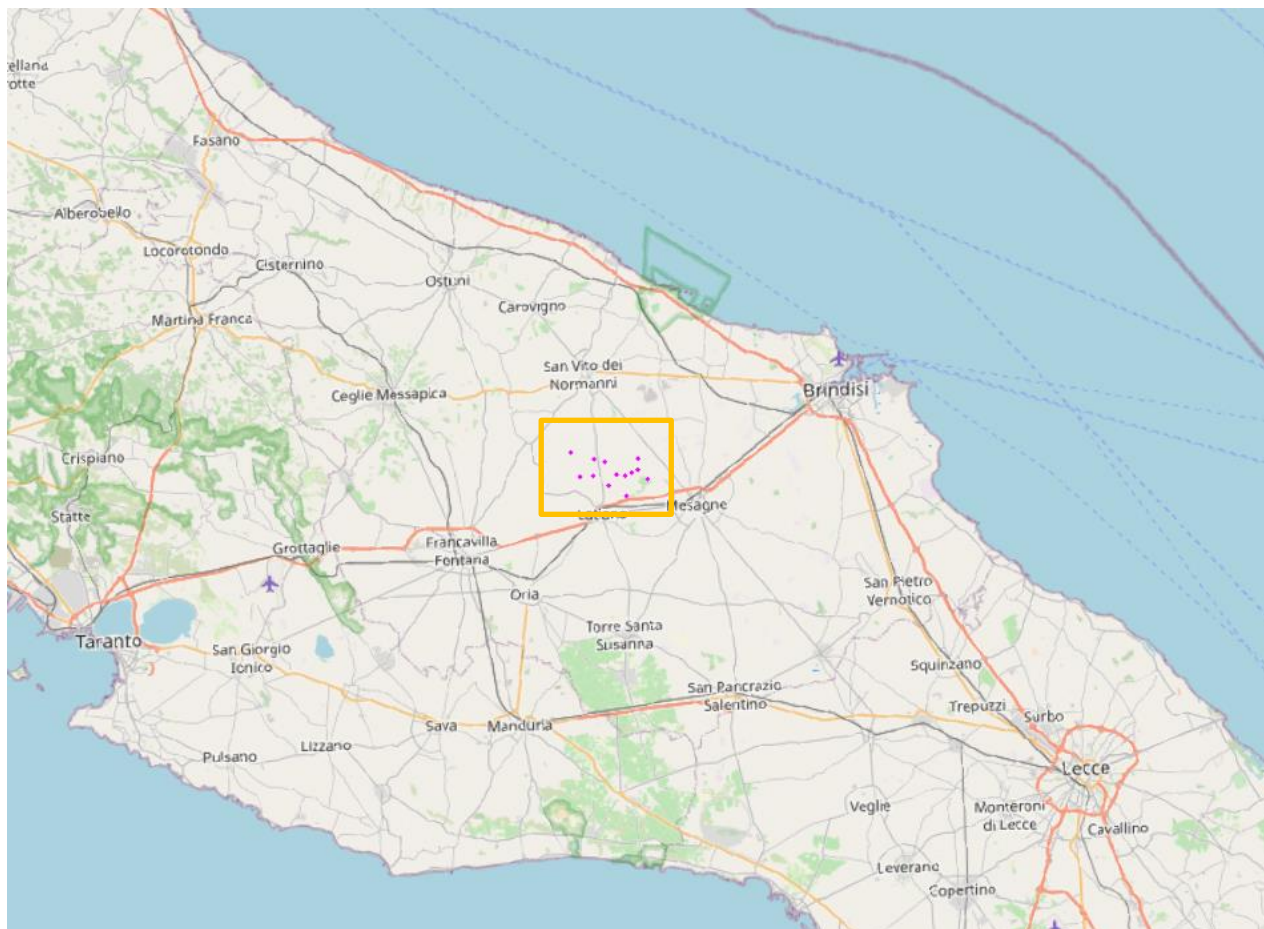 ellana
rotte
Fasano
Alberobello
Locorotondo
Cisternino
Ostuni
Carovigno
Martina Franca
San Vito dei
Normanni
Brindisi
Ceglie Messapica
Crispiano
Statte
Latiano
Mesagne
Grottaglie
Francavilla
Fontana
Oria
San Pietro
Vernotico
Taranto
Torre Santa
Susanna
San Giorgio
Ionico
Squinzano
San Pancrazio
Salentino
Trepuzzi
Surbo
Sava
Manduria
Lizzano
Pulsano
Lecce
Veglie
Monteroni
di Lecce
Cavallino
Leverano
Copertino